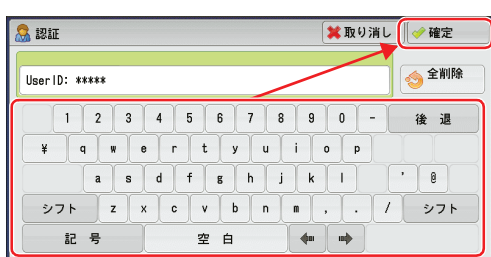 認証 取り消し 確定
UserID: ***** 全削除
1 2 3 4 5 6 7 8 9 0 - 後 退
¥ q w e r t y u i o p
a s d f g h j k l ' @
シフト z x c v b n m , . / シフト
記 号 空 白